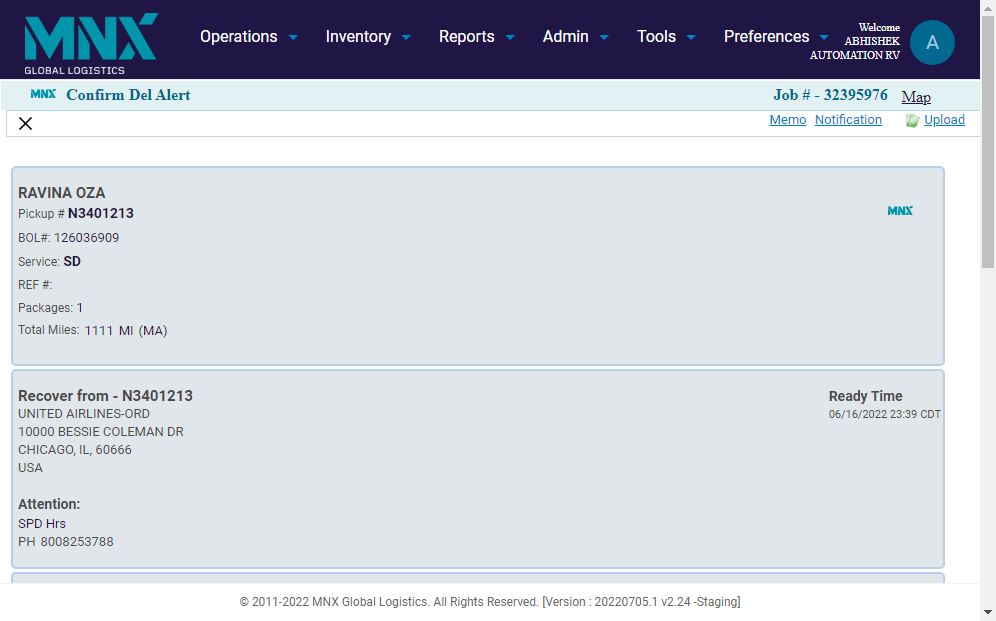 MNX
GLOBAL LOGISTICS
Operations Inventory Reports Admin Tools Preferences
Welcome
ABHISHEK
AUTOMATION RV
A
MNX Confirm Del Alert Job # - 32395976 Map
Memo Notification Upload
RAVINA OZA
Pickup # N3401213
MNX
BOL#: 126036909
Service: SD
REF #:
Packages: 1
Total Miles: 1111 MI (MA)
Recover from - N3401213 Ready Time
UNITED AIRLINES-ORD 06/16/2022 23:39 CDT
10000 BESSIE COLEMAN DR
CHICAGO, IL, 60666
USA
Attention:
SPD Hrs
PH 8008253788
© 2011-2022 MNX Global Logistics. All Rights Reserved. [Version : 20220705.1 v2.24 -Staging]